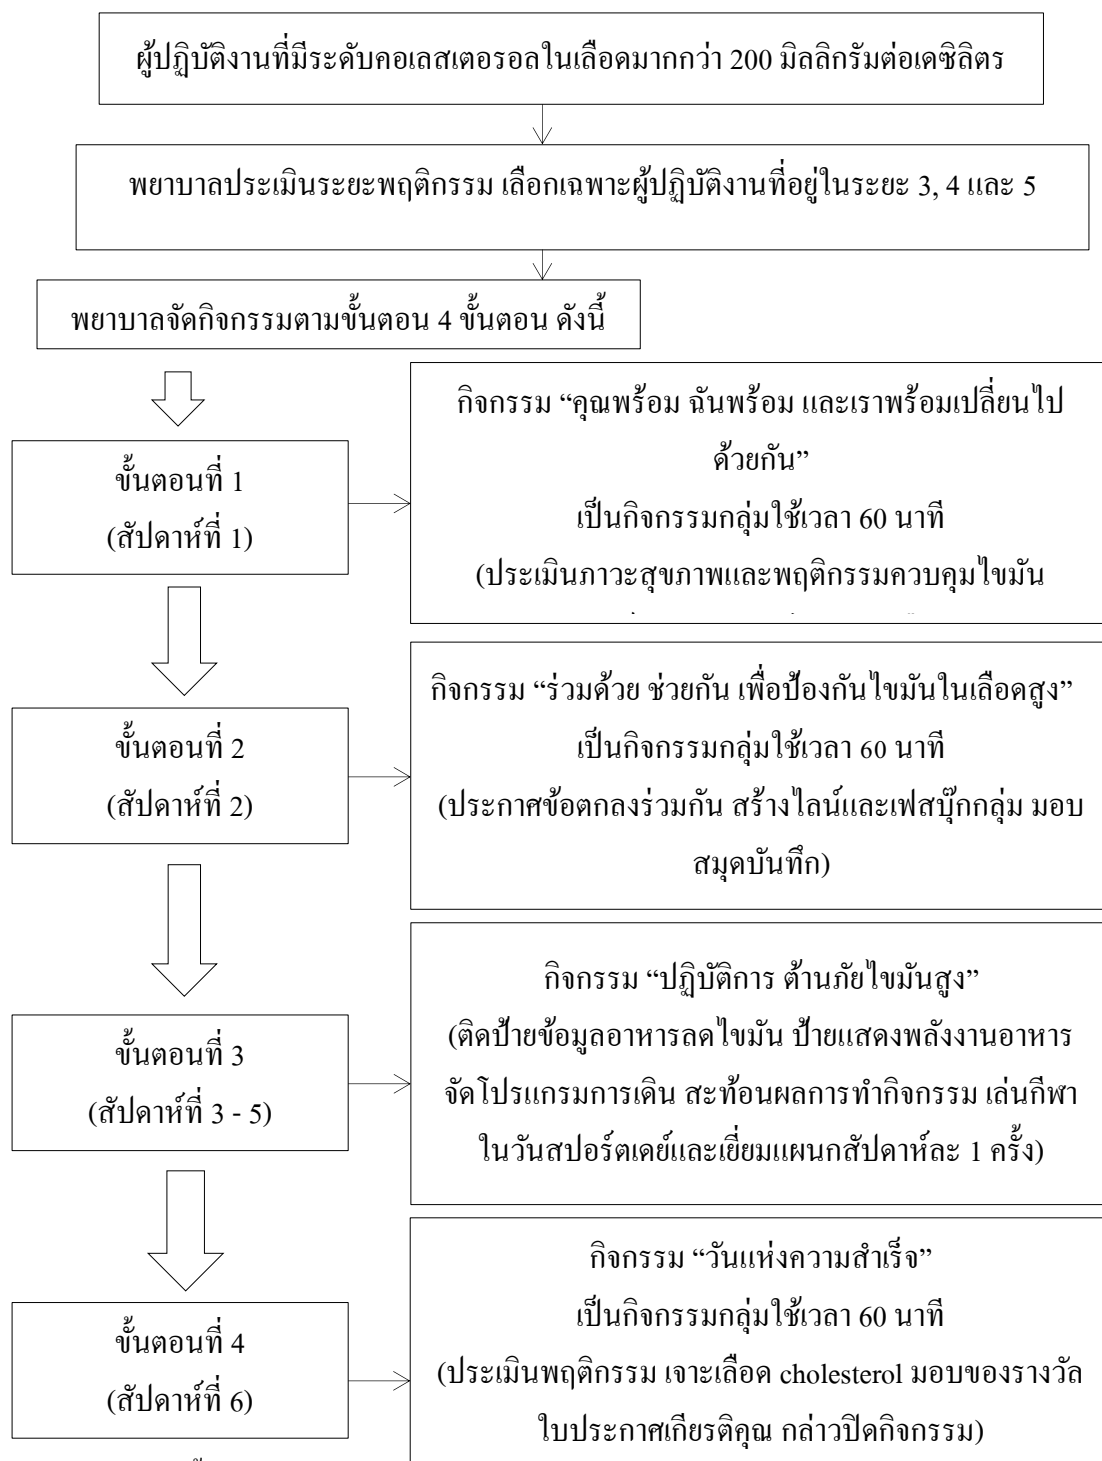 ผู้ปฏิบัติงานที่มีระดับคอเลสเตอรอลในเลือดมากกว่า 200 มิลลิกรัมต่อเดซิลิตร
พยาบาลประเมินระยะพฤติกรรม เลือกเฉพาะผู้ปฏิบัติงานที่อยู่ในระยะ 3, 4 และ 5
พยาบาลจัดกิจกรรมตามขั้นตอน 4 ขั้นตอน ดังนี้
ขั้นตอนที่ 1
(สัปดาห์ที่ 1)
กิจกรรม “คุณพร้อม ฉันพร้อม และเราพร้อมเปลี่ยนไป
ด้วยกัน”
เป็นกิจกรรมกลุ่มใช้เวลา 60 นาที
(ประเมินภาวะสุขภาพและพฤติกรรมควบคุมไขมัน
ขั้นตอนที่ 2
(สัปดาห์ที่ 2)
กิจกรรม “ร่วมด้วย ช่วยกัน เพื่อป้องกันไขมันในเลือดสูง”
เป็นกิจกรรมกลุ่มใช้เวลา 60 นาที
(ประกาศข้อตกลงร่วมกัน สร้างไลน์และเฟสบุ๊กกลุ่ม มอบ
สมุดบันทึก)
ขั้นตอนที่ 3
(สัปดาห์ที่ 3 - 5)
กิจกรรม “ปฏิบัติการ ต้านภัยไขมันสูง”
(ติดป้ายข้อมูลอาหารลดไขมัน ป้ายแสดงพลังงานอาหาร
จัดโปรแกรมการเดิน สะท้อนผลการทำกิจกรรม เล่นกีฬา
ในวันสปอร์ตเดย์และเยี่ยมแผนกสัปดาห์ละ 1 ครั้ง)
ขั้นตอนที่ 4
(สัปดาห์ที่ 6)
กิจกรรม “วันแห่งความสำเร็จ”
เป็นกิจกรรมกลุ่มใช้เวลา 60 นาที
(ประเมินพฤติกรรม เจาะเลือด cholesterol มอบของรางวัล
ใบประกาศเกียรติคุณ กล่าวปิดกิจกรรม)